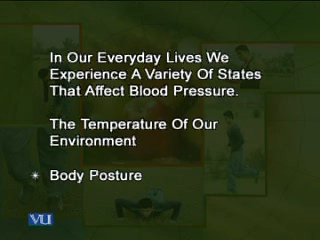 In Our Everyday Lives We
Experience A Variety Of States
That Affect Blood Pressure.
The Temperature Of Our
Environment
✴ Body Posture
VU